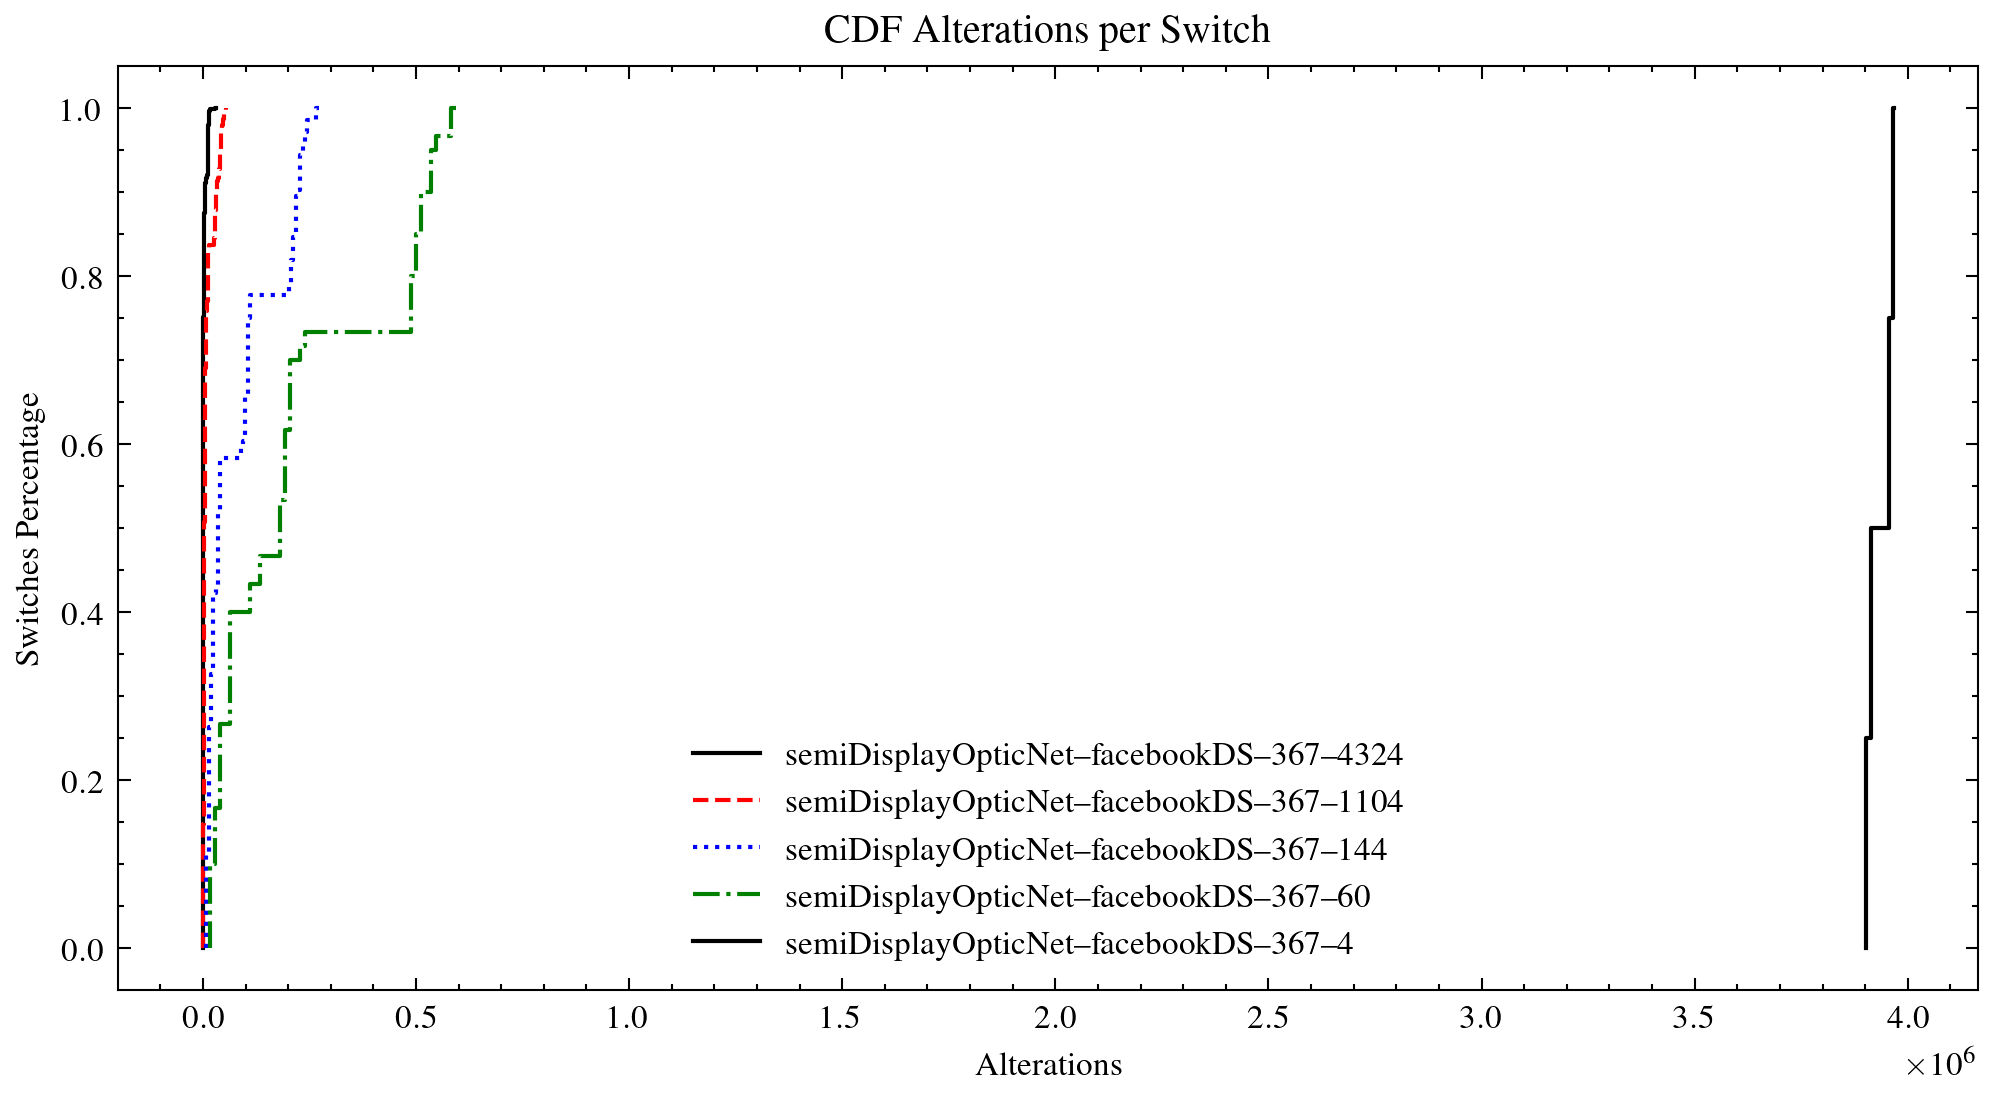 CDF Alterations per Switch
1.0
0.8
0.6
0.4
0.2
0.0
Switches Percentage
semiDisplayOpticNet–facebookDS–367–4324
semiDisplayOpticNet–facebookDS–367–1104
semiDisplayOpticNet–facebookDS–367–144
semiDisplayOpticNet–facebookDS–367–60
semiDisplayOpticNet–facebookDS–367–4
0.0 0.5 1.0 1.5 2.0 2.5 3.0 3.5 4.0
Alterations
×10⁶